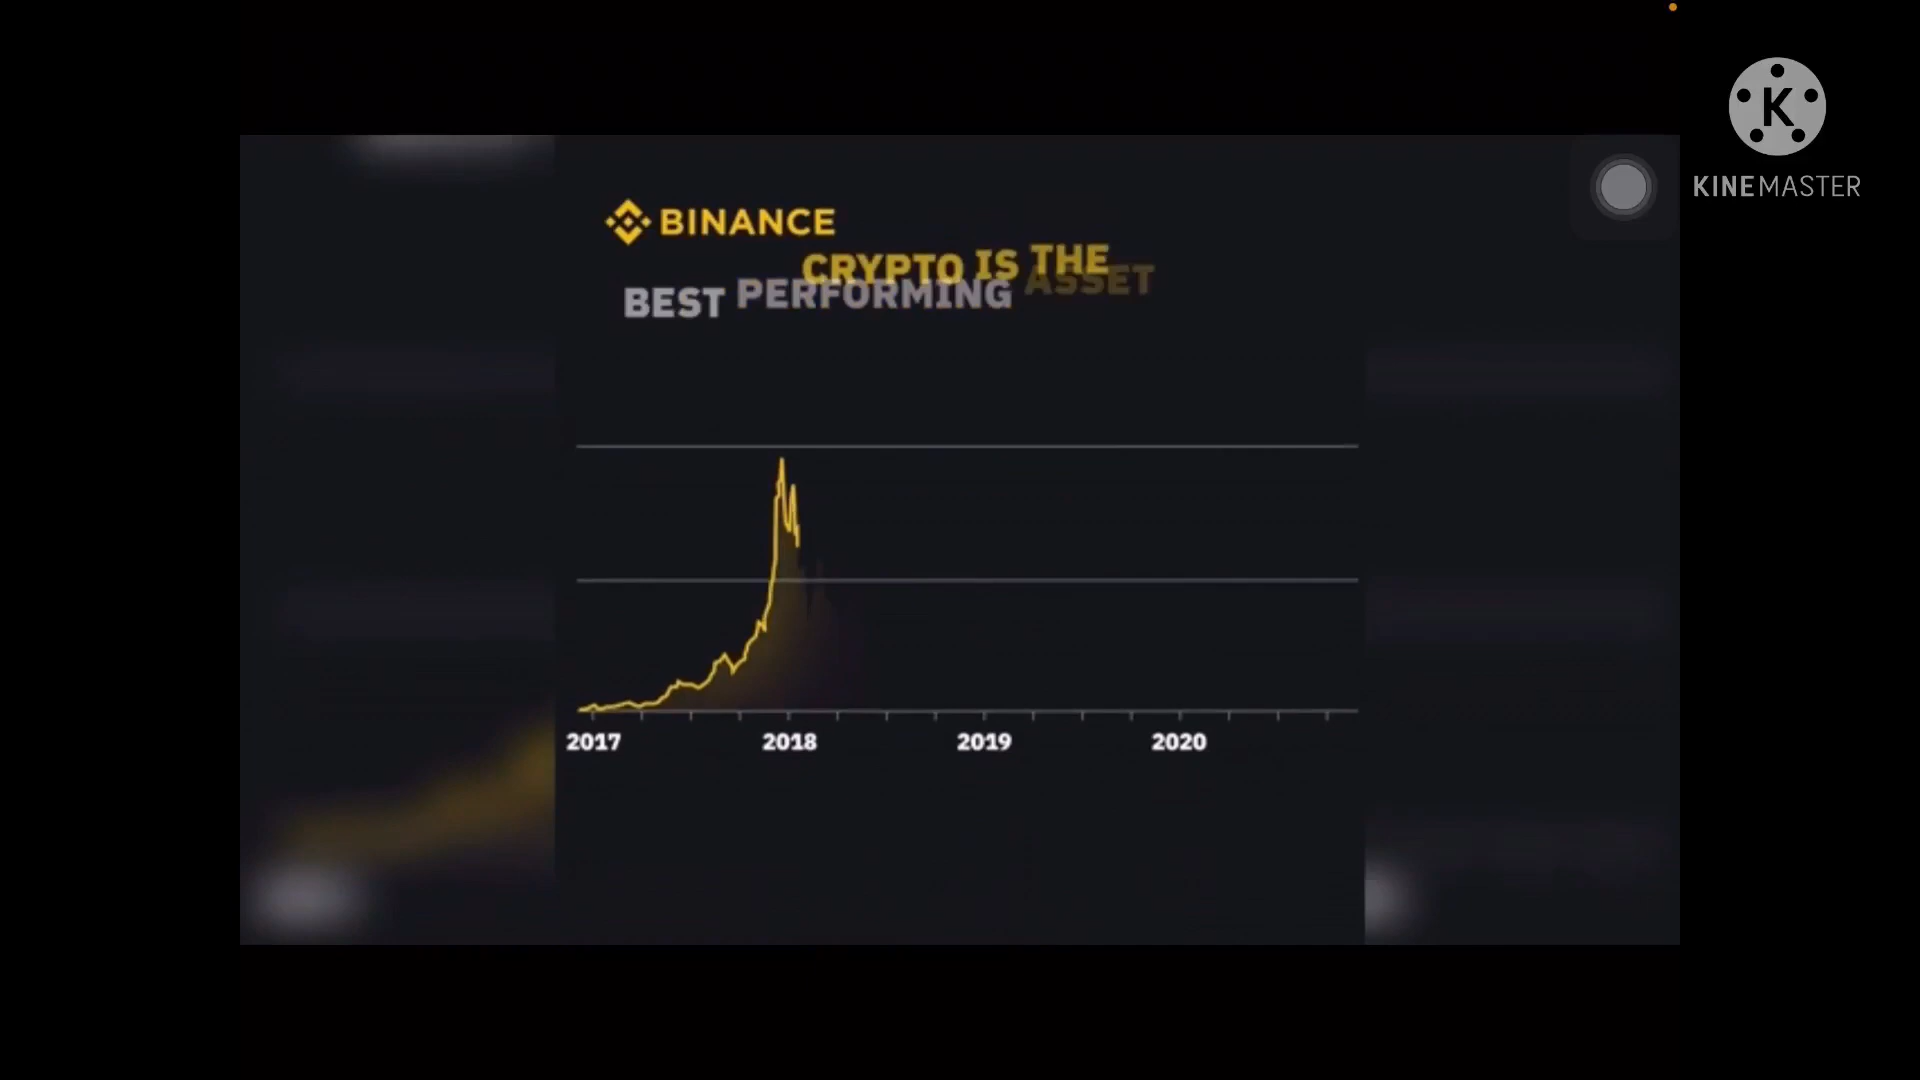 K
KINEMASTER
BINANCE
CRYPTO IS THE
BEST PERFORMING ASSET
2017 2018 2019 2020